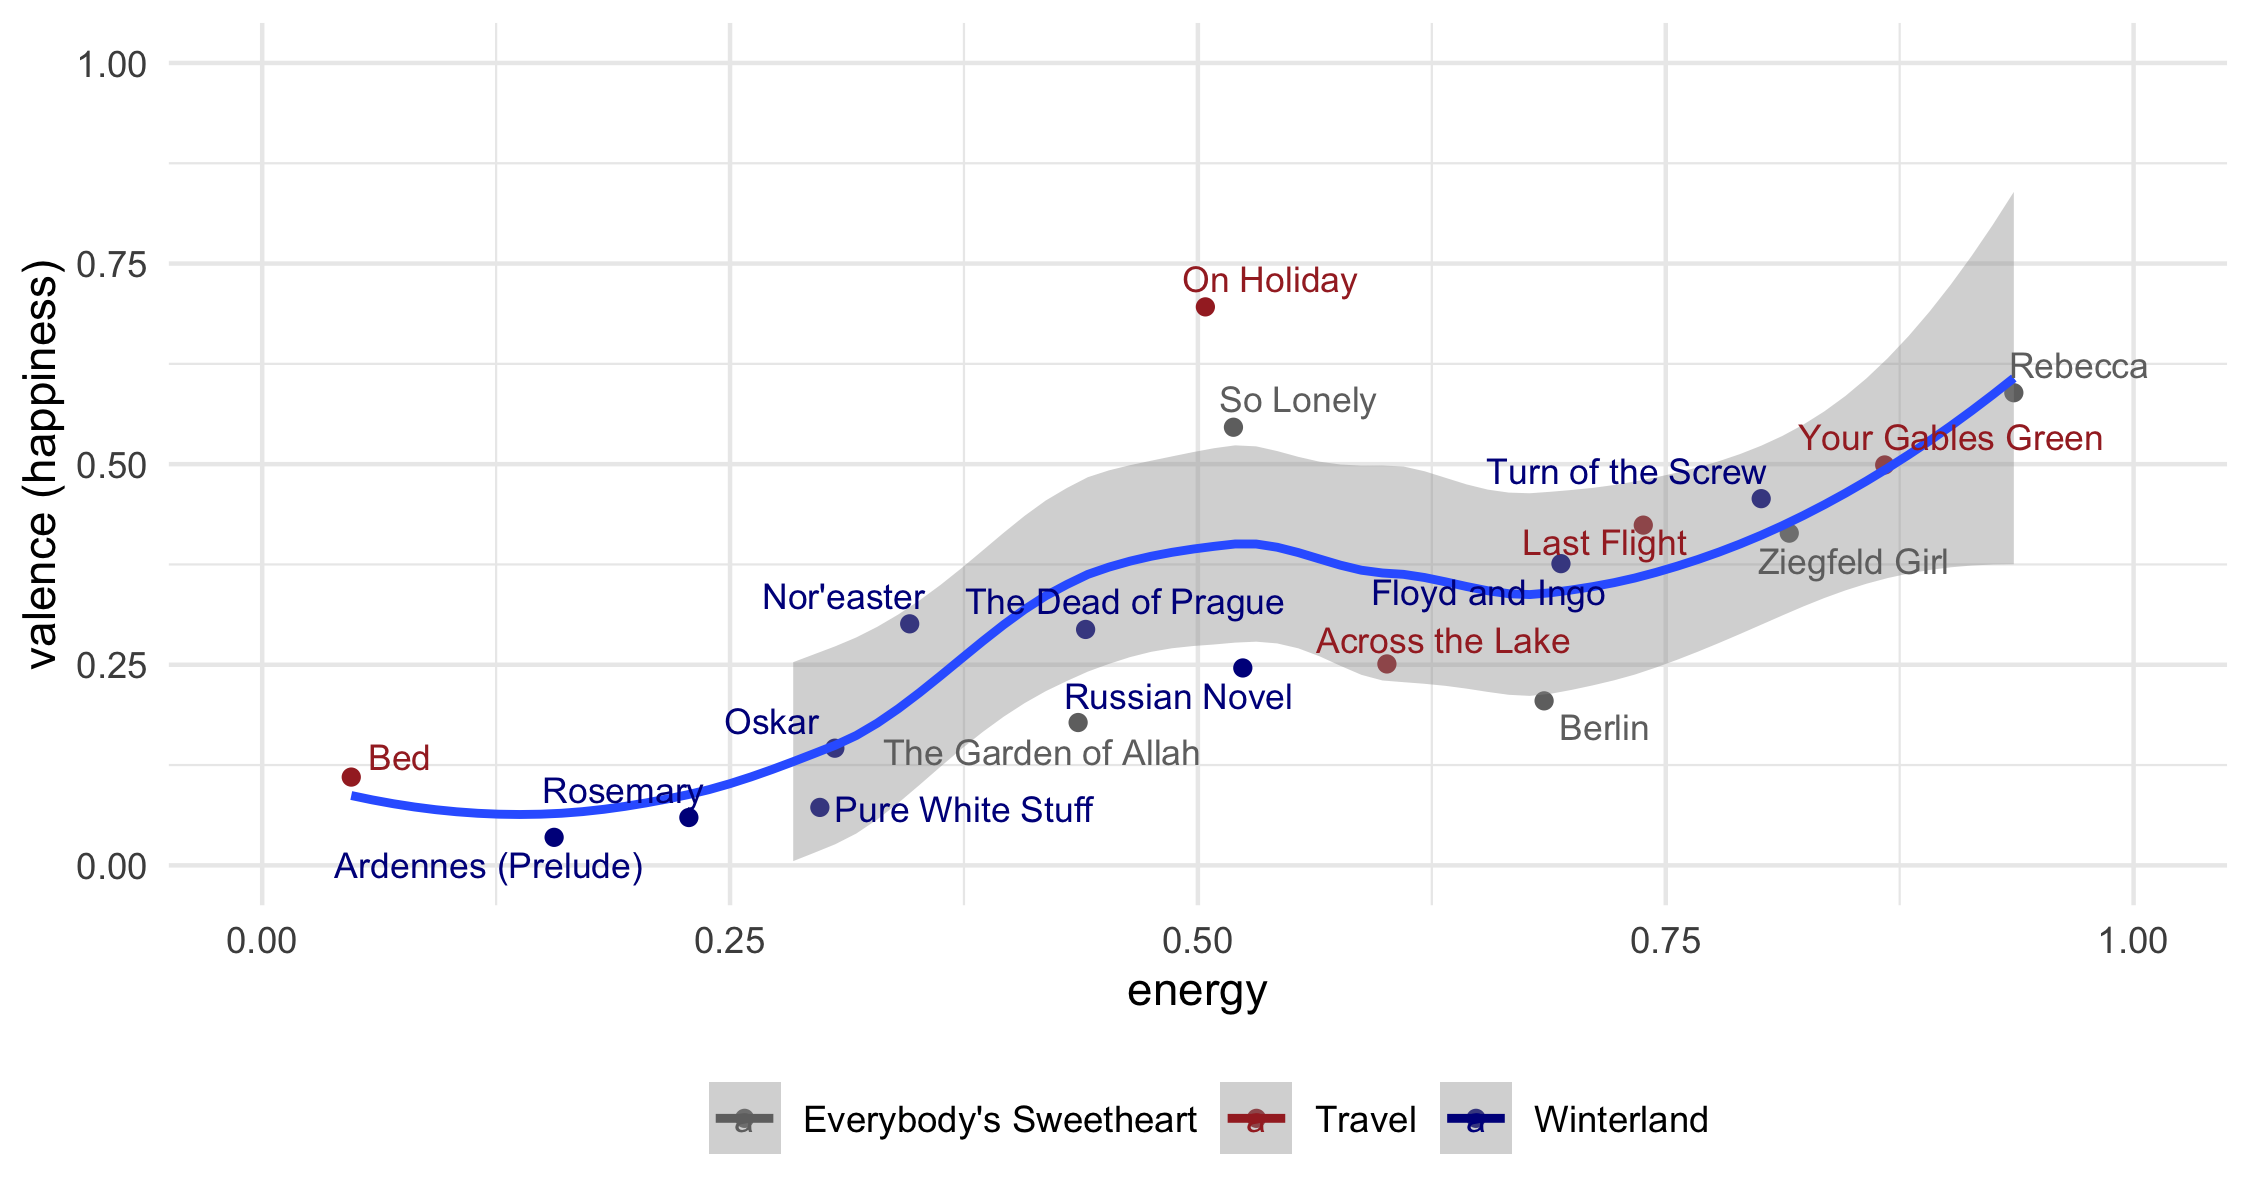 1.00
0.75
0.50
0.25
0.00
valence (happiness)
On Holiday
Rebecca
So Lonely
Your Gables Green
Turn of the Screw
Last Flight
Ziegfeld Girl
Nor'easter
The Dead of Prague
Floyd and Ingo
Across the Lake
Russian Novel
Oskar
Berlin
The Garden of Allah
Bed
Rosemary
Pure White Stuff
Ardennes (Prelude)
0.00 0.25 0.50 0.75 1.00
energy
a Everybody's Sweetheart a Travel a Winterland